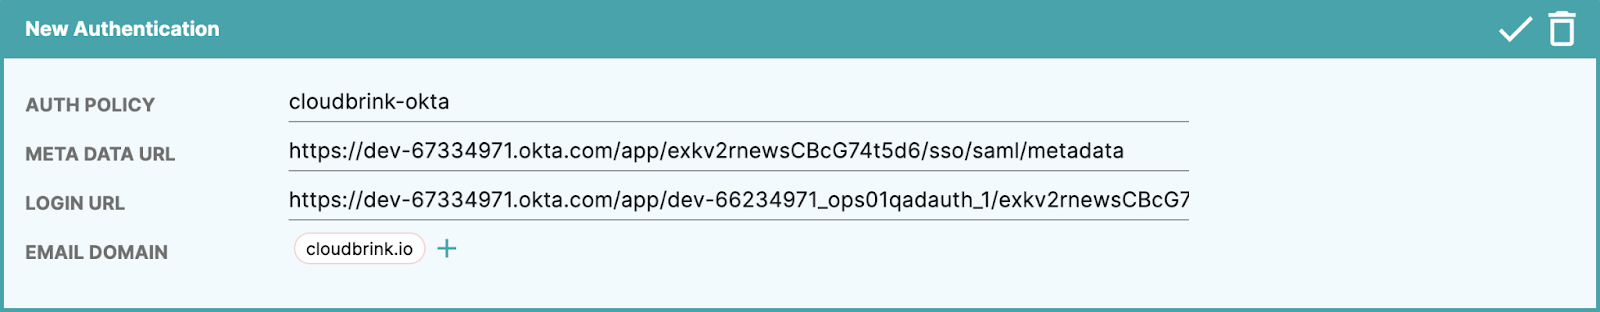 New Authentication
AUTH POLICY cloudbrink-okta
META DATA URL https://dev-67334971.okta.com/app/exkv2rnewsCBcG74t5d6/sso/saml/metadata
LOGIN URL https://dev-67334971.okta.com/app/dev-66234971_ops01qadauth_1/exkv2rnewsCBcG7
EMAIL DOMAIN cloudbrink.io +